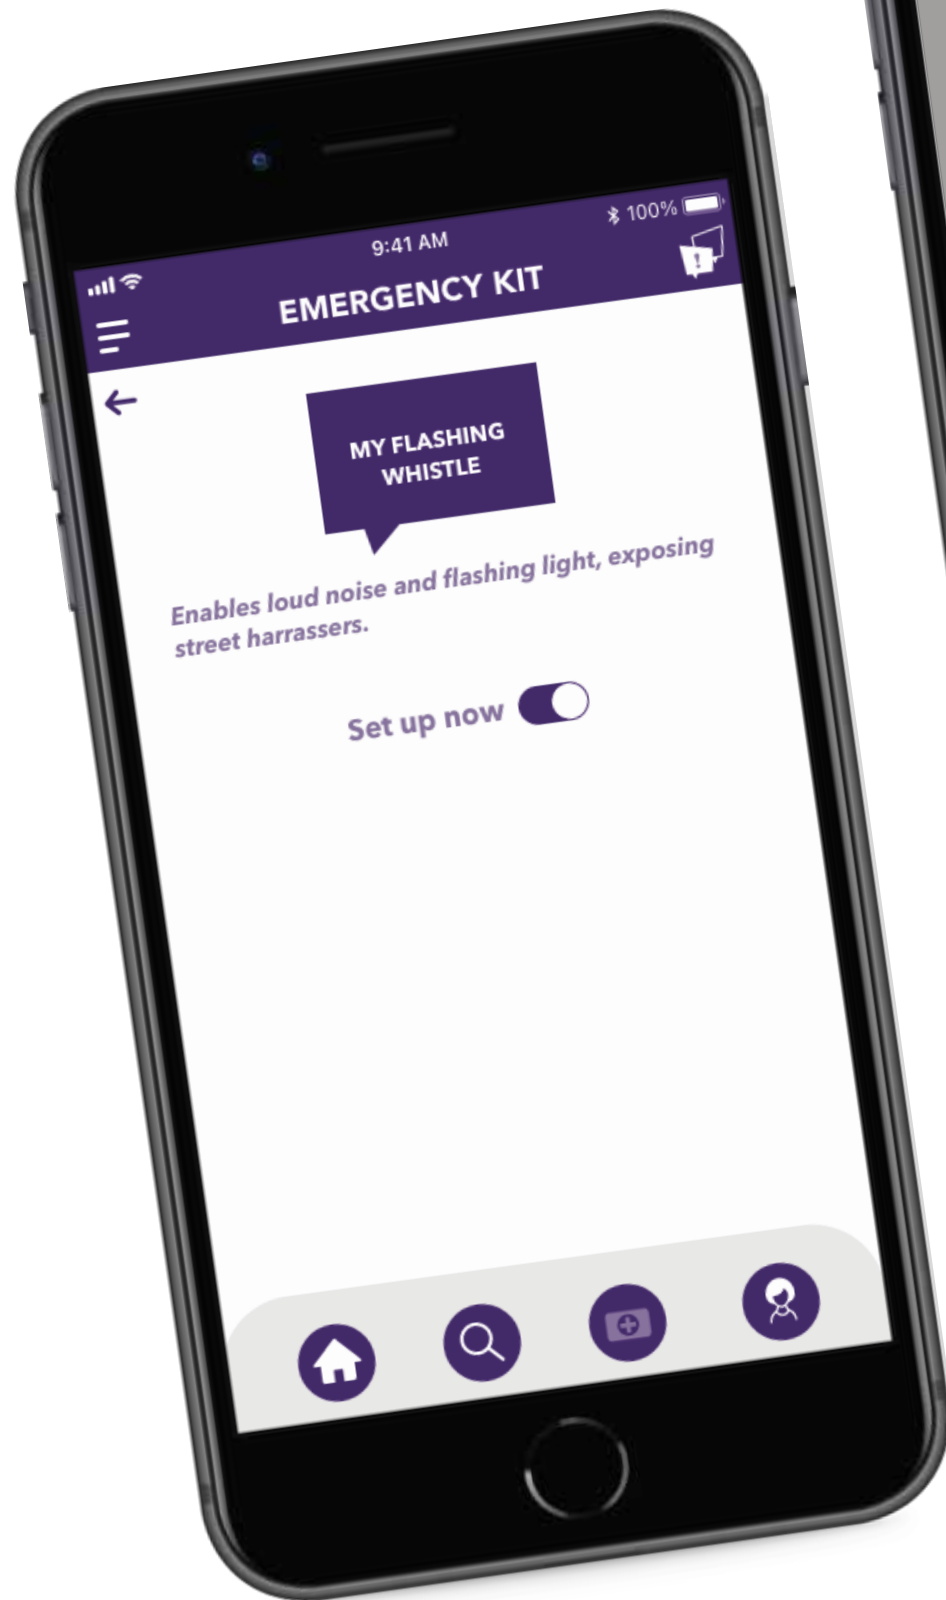 9:41 AM
100%
EMERGENCY KIT
!
MY FLASHING
WHISTLE
Enables loud noise and flashing light, exposing
street harrassers.
Set up now